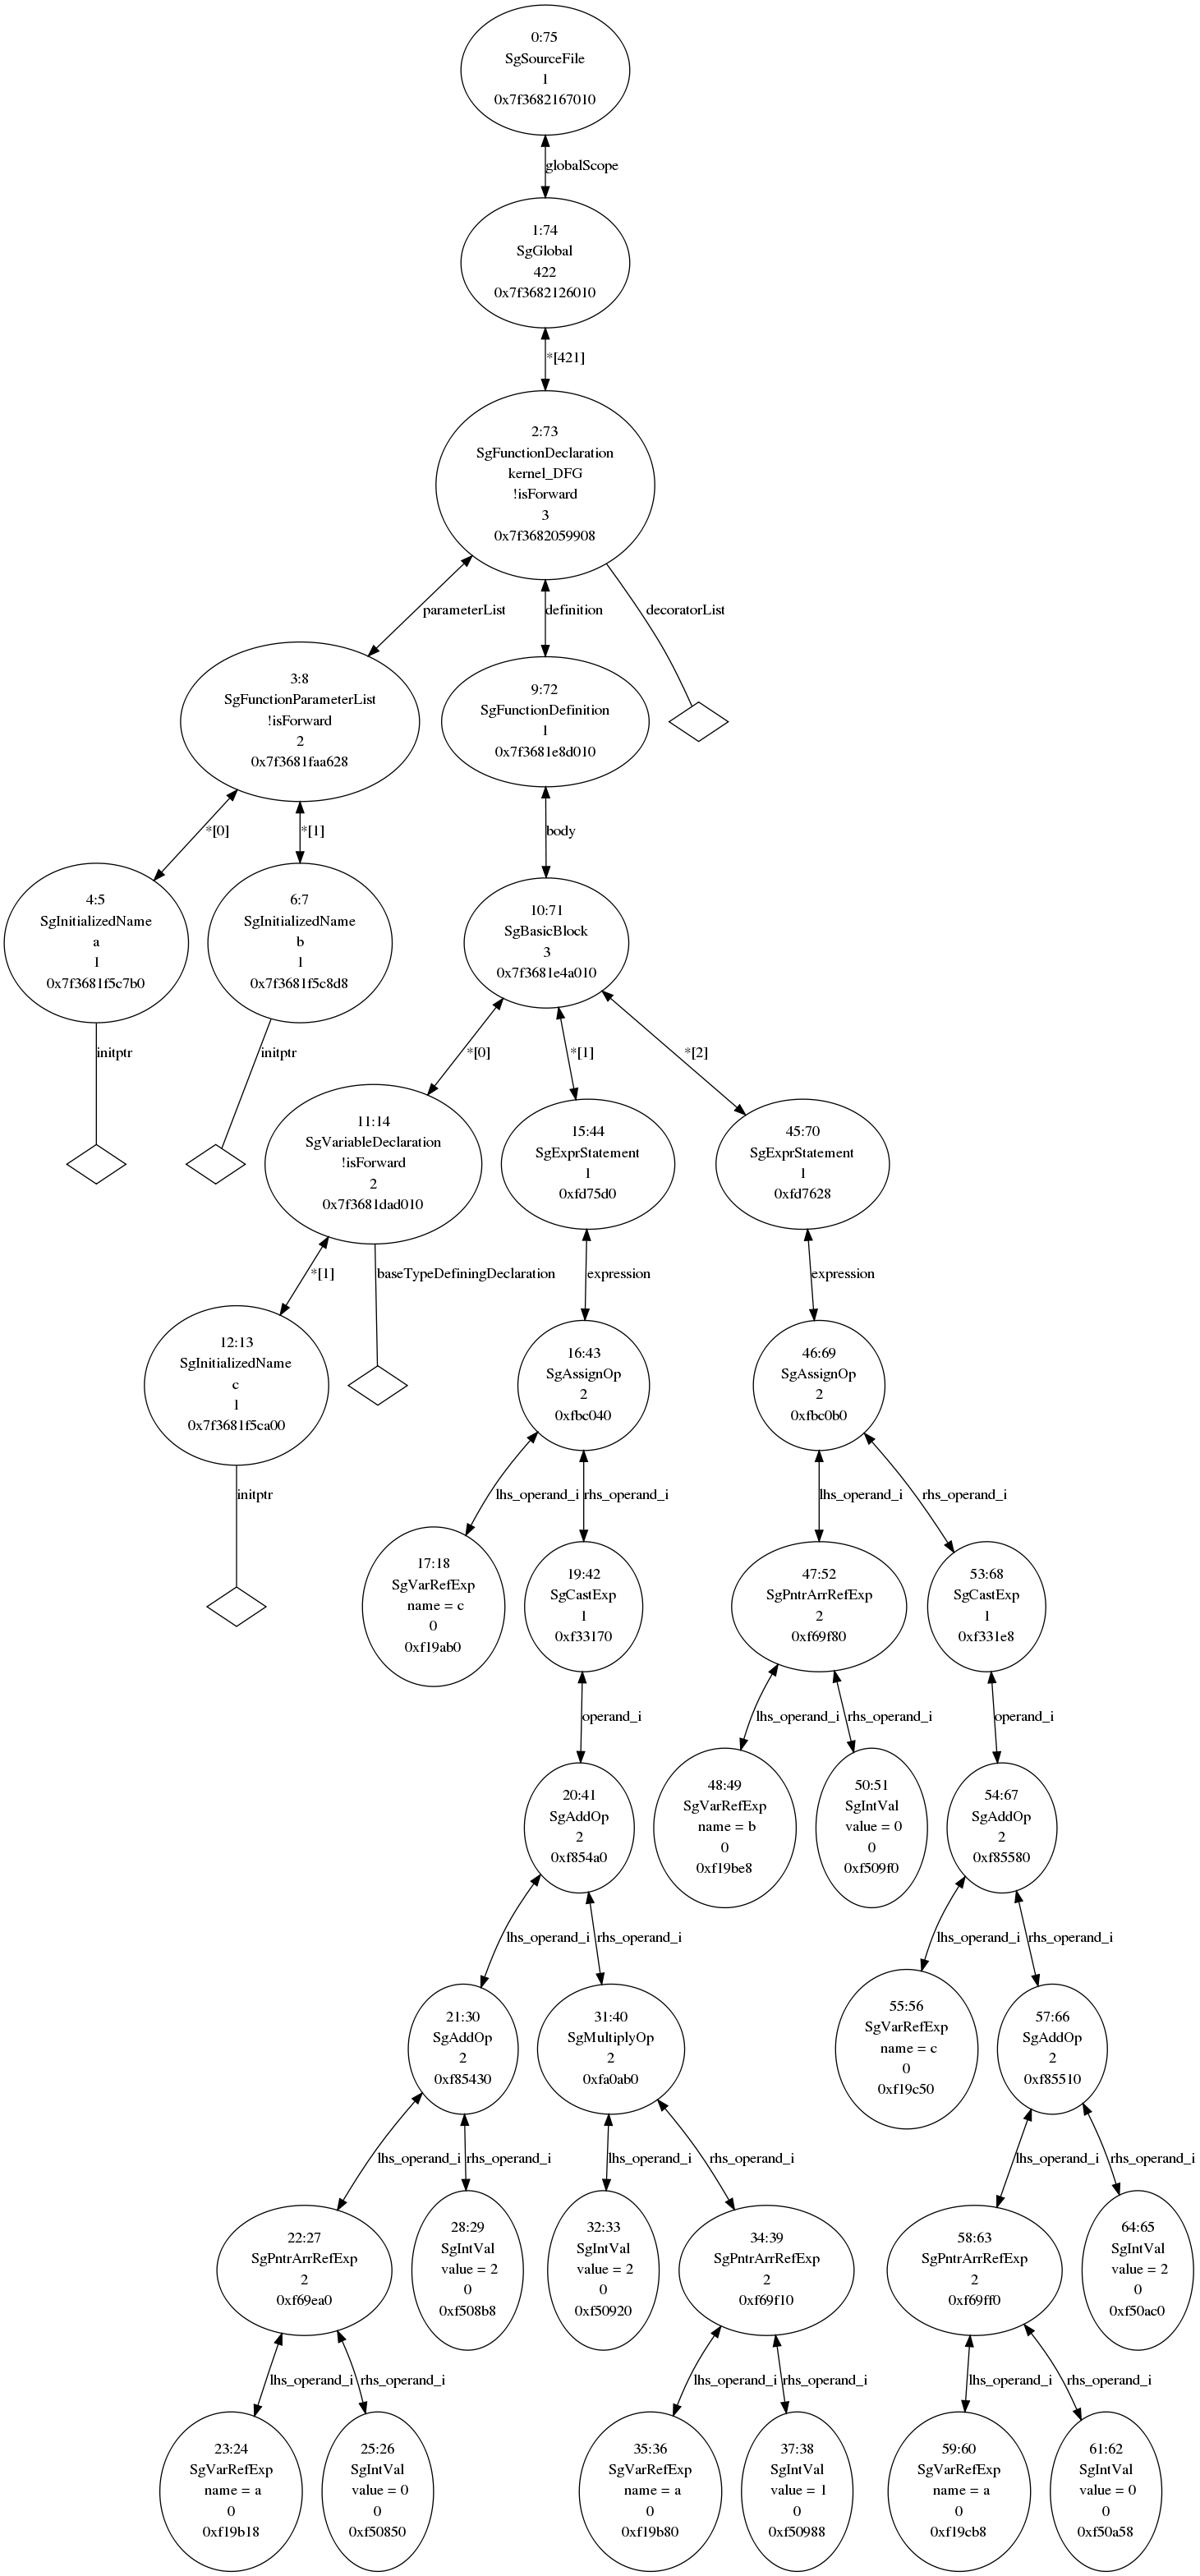 0:75
SgSourceFile
1
0x7f3682167010
globalScope
1:74
SgGlobal
422
0x7f3682126010
*[421]
2:73
SgFunctionDeclaration
kernel_DFG
!isForward
3
0x7f3682059908
parameterList
definition
decoratorList
3:8
SgFunctionParameterList
!isForward
2
0x7f3681faa628
9:72
SgFunctionDefinition
1
0x7f3681e8d010
*[0]
*[1]
body
4:5
SgInitializedName
a
1
0x7f3681f5c7b0
6:7
SgInitializedName
b
1
0x7f3681f5c8d8
10:71
SgBasicBlock
3
0x7f3681e4a010
initptr
initptr
*[0]
*[1]
*[2]
11:14
SgVariableDeclaration
!isForward
2
0x7f3681dad010
15:44
SgExprStatement
1
0xfd75d0
45:70
SgExprStatement
1
0xfd7628
*[1]
baseTypeDefiningDeclaration
expression
expression
12:13
SgInitializedName
c
1
0x7f3681f5ca00
16:43
SgAssignOp
2
0xfbc040
46:69
SgAssignOp
2
0xfbc0b0
initptr
lhs_operand_i
rhs_operand_i
lhs_operand_i
rhs_operand_i
17:18
SgVarRefExp
name = c
0
0xf19ab0
19:42
SgCastExp
1
0xf33170
47:52
SgPntrArrRefExp
2
0xf69f80
53:68
SgCastExp
1
0xf331e8
operand_i
lhs_operand_i
rhs_operand_i
operand_i
20:41
SgAddOp
2
0xf854a0
48:49
SgVarRefExp
name = b
0
0xf19be8
50:51
SgIntVal
value = 0
0
0xf509f0
54:67
SgAddOp
2
0xf85580
lhs_operand_i
rhs_operand_i
lhs_operand_i
rhs_operand_i
21:30
SgAddOp
2
0xf85430
31:40
SgMultiplyOp
2
0xfa0ab0
55:56
SgVarRefExp
name = c
0
0xf19c50
57:66
SgAddOp
2
0xf85510
lhs_operand_i
rhs_operand_i
lhs_operand_i
rhs_operand_i
lhs_operand_i
rhs_operand_i
22:27
SgPntrArrRefExp
2
0xf69ea0
28:29
SgIntVal
value = 2
0
0xf508b8
32:33
SgIntVal
value = 2
0
0xf50920
34:39
SgPntrArrRefExp
2
0xf69f10
58:63
SgPntrArrRefExp
2
0xf69ff0
64:65
SgIntVal
value = 2
0
0xf50ac0
lhs_operand_i
rhs_operand_i
lhs_operand_i
rhs_operand_i
lhs_operand_i
rhs_operand_i
23:24
SgVarRefExp
name = a
0
0xf19b18
25:26
SgIntVal
value = 0
0
0xf50850
35:36
SgVarRefExp
name = a
0
0xf19b80
37:38
SgIntVal
value = 1
0
0xf50988
59:60
SgVarRefExp
name = a
0
0xf19cb8
61:62
SgIntVal
value = 0
0
0xf50a58